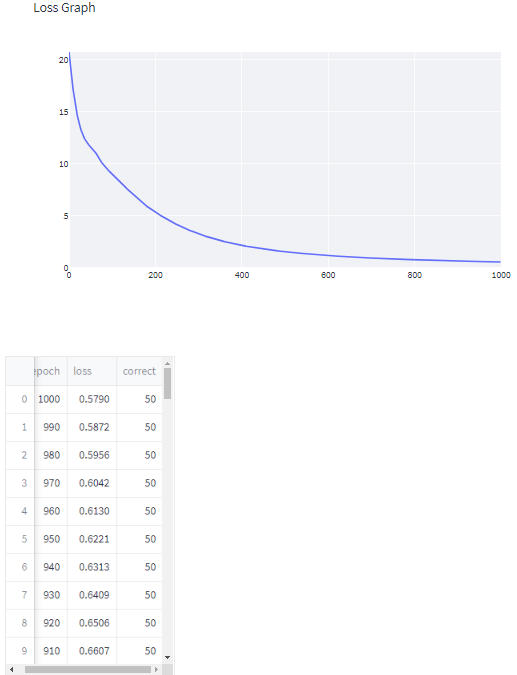 Loss Graph
20
15
10
5
0
0 200 400 600 800 1000
epoch loss correct
0 1000 0.5790 50
1 990 0.5872 50
2 980 0.5956 50
3 970 0.6042 50
4 960 0.6130 50
5 950 0.6221 50
6 940 0.6313 50
7 930 0.6409 50
8 920 0.6506 50
9 910 0.6607 50